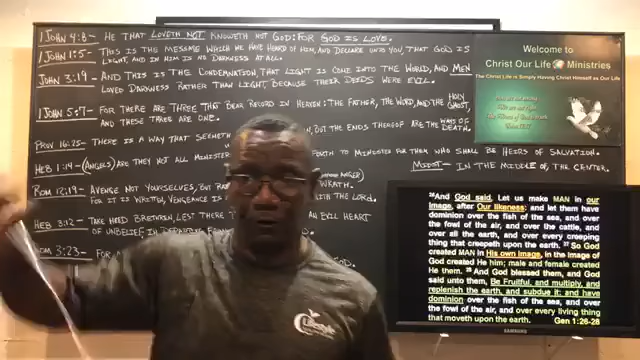 1 JOHN 4:8- HE THAT LOVETH NOT KNOWETH NOT GOD: FOR GOD IS LOVE.
1 JOHN 1:5- THIS IS THE MESSAGE WHICH WE HAVE HEARD OF HIM, AND DECLARE UNTO YOU, THAT GOD IS
LIGHT, AND IN HIM IS NO DARKNESS AT ALL.
JOHN 3:19- AND THIS IS THE CONDEMNATION, THAT LIGHT IS COME INTO THE WORLD, AND MEN
LOVED DARKNESS RATHER THAN LIGHT, BECAUSE THEIR DEEDS WERE EVIL.
1 JOHN 5:7- FOR THERE ARE THREE THAT BEAR RECORD IN HEAVEN: THE FATHER, THE WORD, AND THE HOLY GHOST,
AND THESE THREE ARE ONE.
PROV 16:25- THERE IS A WAY THAT SEEMETH BUT THE ENDS THEREOF ARE THE WAYS OF DEATH.
HEB 1:14- (ANGELS) ARE THEY NOT ALL MINISTER FORTH TO MINISTER FOR THEM WHO SHALL BE HEIRS OF SALVATION.
MIDST- IN THE MIDDLE OF THE CENTER.
ROM 12:19- AVENGE NOT YOURSELVES, BUT WRATH.
FOR IT IS WRITTEN, VENGEANCE IS THE LORD.
HEB 3:12- TAKE HEED BRETHREN, LEST THERE AN EVIL HEART
OF UNBELIEF, IN DEPARTING
ROM 3:23- FOR
Welcome to
Christ Our Life Ministries
The Christ Life is Simply Having Christ Himself as Our Life
26 And God said, Let us make MAN in our
image, after Our likeness: and let them have
dominion over the fish of the sea, and over
the fowl of the air, and over the cattle, and
over all the earth, and over every creeping
thing that creepeth upon the earth. 27 So God
created MAN in His own image, in the image of
God created He him; male and female created
He them. 28 And God blessed them, and God
said unto them, Be Fruitful, and multiply, and
replenish the earth, and subdue it: and have
dominion over the fish of the sea, and over
the fowl of the air, and over every living thing
that moveth upon the earth. Gen 1:26-28
SAMSUNG